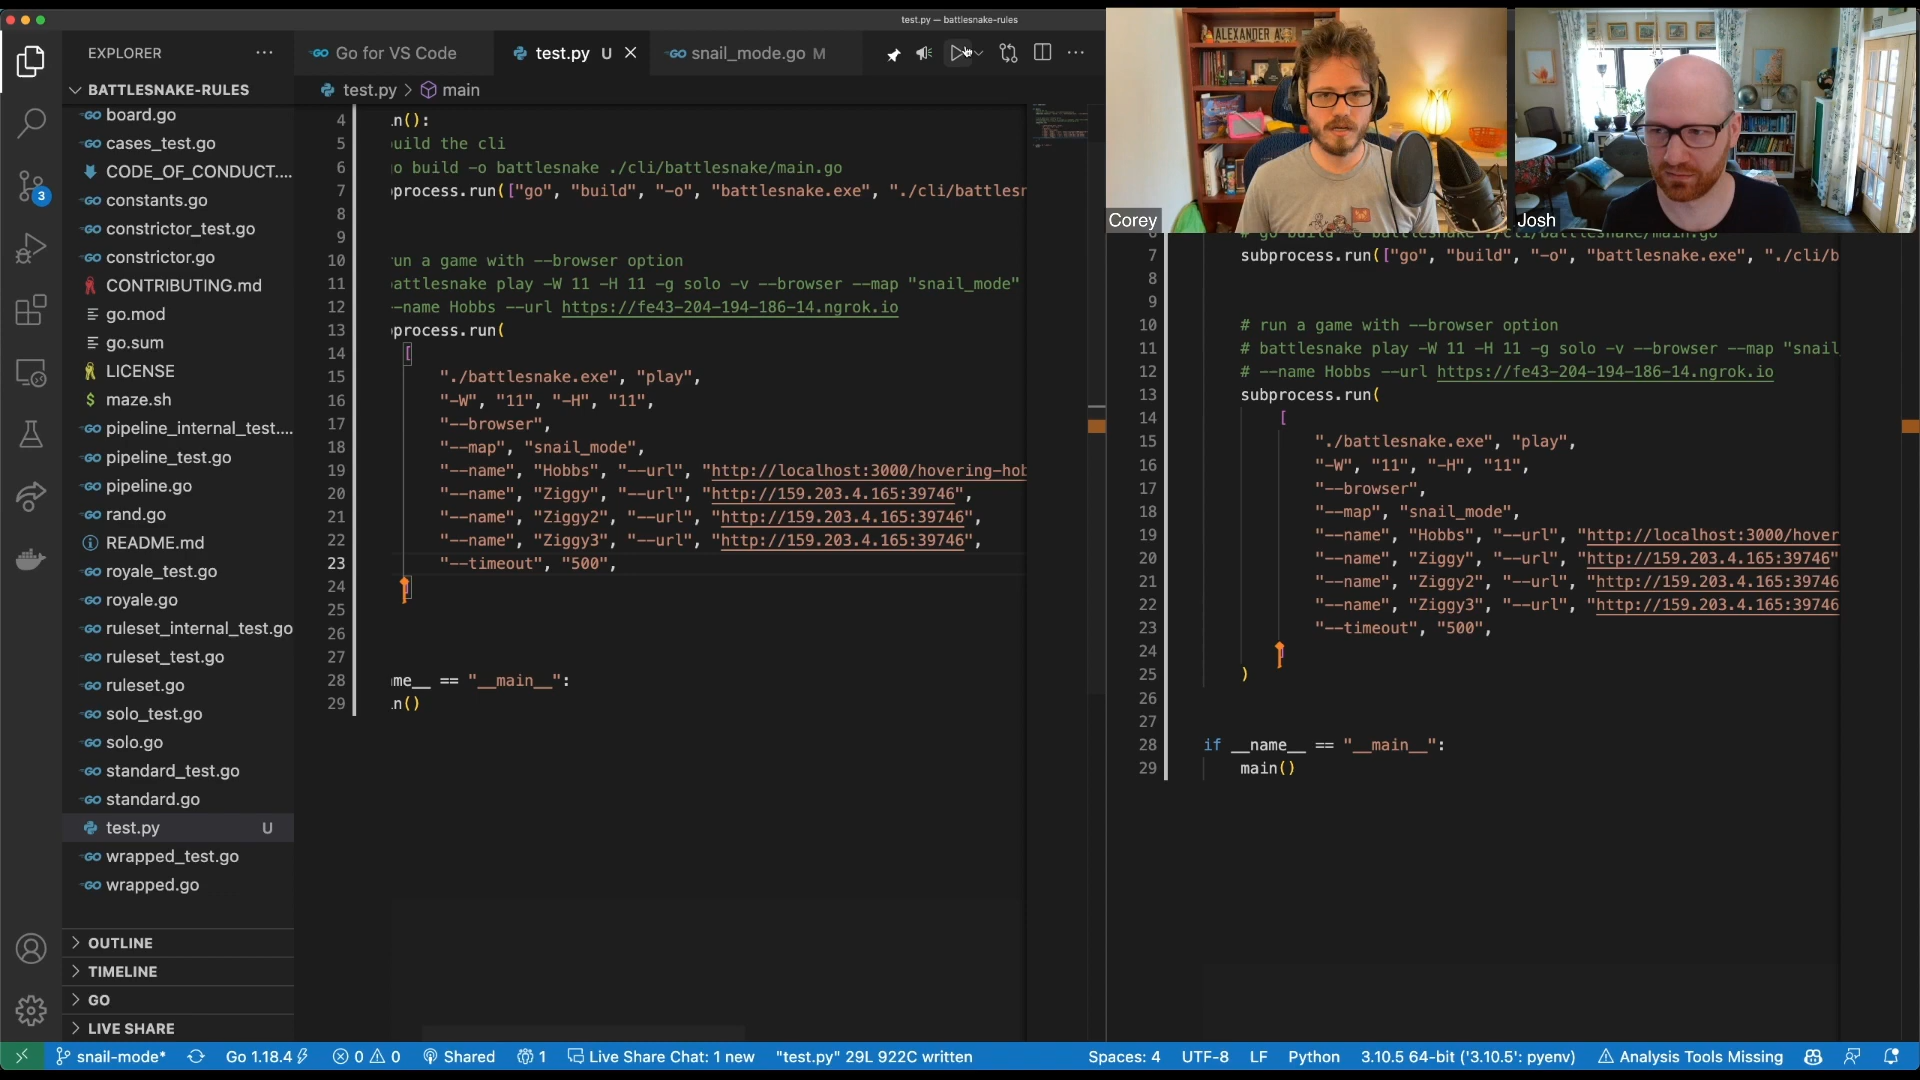 test.py — battlesnake-rules
EXPLORER
Go for VS Code
test.py U
snail_mode.go M
BATTLESNAKE-RULES
test.py > main
board.go
cases_test.go
CODE_OF_CONDUCT....
constants.go
constrictor_test.go
constrictor.go
CONTRIBUTING.md
go.mod
go.sum
LICENSE
maze.sh
pipeline_internal_test....
pipeline_test.go
pipeline.go
rand.go
README.md
royale_test.go
royale.go
ruleset_internal_test.go
ruleset_test.go
ruleset.go
solo_test.go
solo.go
standard_test.go
standard.go
test.py U
wrapped_test.go
wrapped.go
OUTLINE
TIMELINE
GO
LIVE SHARE
3
4 .n():
5 uild the cli
6 go build -o battlesnake ./cli/battlesnake/main.go
7 process.run(["go", "build", "-o", "battlesnake.exe", "./cli/battlesn
8
9
10 run a game with --browser option
11 battlesnake play -W 11 -H 11 -g solo -v --browser --map "snail_mode"
12 --name Hobbs --url https://fe43-204-194-186-14.ngrok.io
13 process.run(
14 [
15 "./battlesnake.exe", "play",
16 "-W", "11", "-H", "11",
17 "--browser",
18 "--map", "snail_mode",
19 "--name", "Hobbs", "--url", "http://localhost:3000/hovering-hob
20 "--name", "Ziggy", "--url", "http://159.203.4.165:39746",
21 "--name", "Ziggy2", "--url", "http://159.203.4.165:39746",
22 "--name", "Ziggy3", "--url", "http://159.203.4.165:39746",
23 "--timeout", "500",
24 ]
25
26
27
28 me__ == "__main__":
29 .n()
ALEXANDER A
Corey
Josh
6 # go build -o battlesnake ./cli/battlesnake/main.go
7 subprocess.run(["go", "build", "-o", "battlesnake.exe", "./cli/b
8
9
10 # run a game with --browser option
11 # battlesnake play -W 11 -H 11 -g solo -v --browser --map "snail
12 # --name Hobbs --url https://fe43-204-194-186-14.ngrok.io
13 subprocess.run(
14 [
15 "./battlesnake.exe", "play",
16 "-W", "11", "-H", "11",
17 "--browser",
18 "--map", "snail_mode",
19 "--name", "Hobbs", "--url", "http://localhost:3000/hover
20 "--name", "Ziggy", "--url", "http://159.203.4.165:39746"
21 "--name", "Ziggy2", "--url", "http://159.203.4.165:39746
22 "--name", "Ziggy3", "--url", "http://159.203.4.165:39746
23 "--timeout", "500",
24 ]
25 )
26
27
28 if __name__ == "__main__":
29 main()
snail-mode* Go 1.18.4 0 0 Shared 1 Live Share Chat: 1 new "test.py" 29L 922C written Spaces: 4 UTF-8 LF Python 3.10.5 64-bit ('3.10.5': pyenv) Analysis Tools Missing